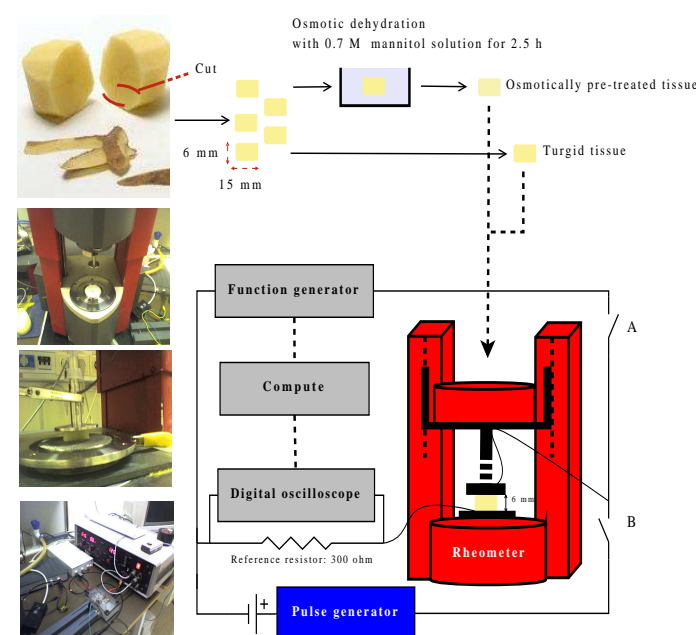 Osmotic dehydration
with 0.7 M mannitol solution for 2.5 h
Cut
Osmotically pre-treated tissue
6 mm
Turgid tissue
15 mm
Function generator
A
Compute
Digital oscilloscope
6 mm
B
Reference resistor: 300 ohm
Rheometer
+
Pulse generator